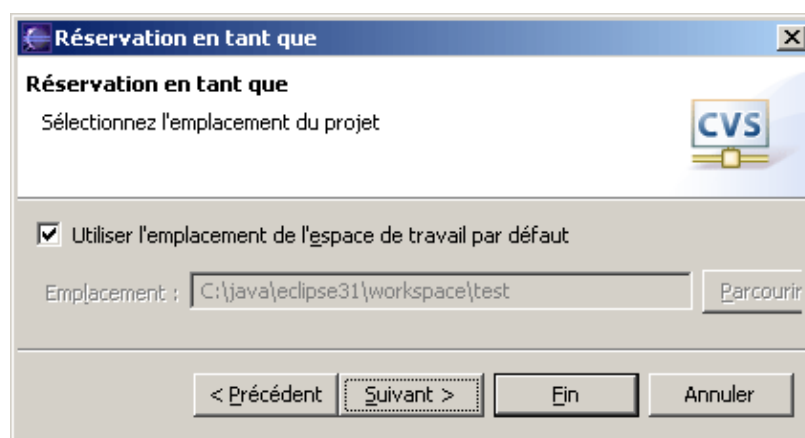 Réservation en tant que
Réservation en tant que
Sélectionnez l'emplacement du projet
CVS
Utiliser l'emplacement de l'espace de travail par défaut
Emplacement : C:\java\eclipse31\workspace\test Parcourir
< Précédent Suivant > Fin Annuler